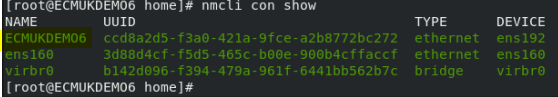 [root@ECMUKDEMO6 home]# nmcli con show
NAME UUID TYPE DEVICE
ECMUKDEMO6 ccd8a2d5-f3a0-421a-9fce-a2b8772bc272 ethernet ens192
ens160 3d88d4cf-f5d5-465c-b00e-900b4cffaccf ethernet ens160
virbr0 b142d096-f394-479a-961f-6441bb562b7c bridge virbr0
[root@ECMUKDEMO6 home]#